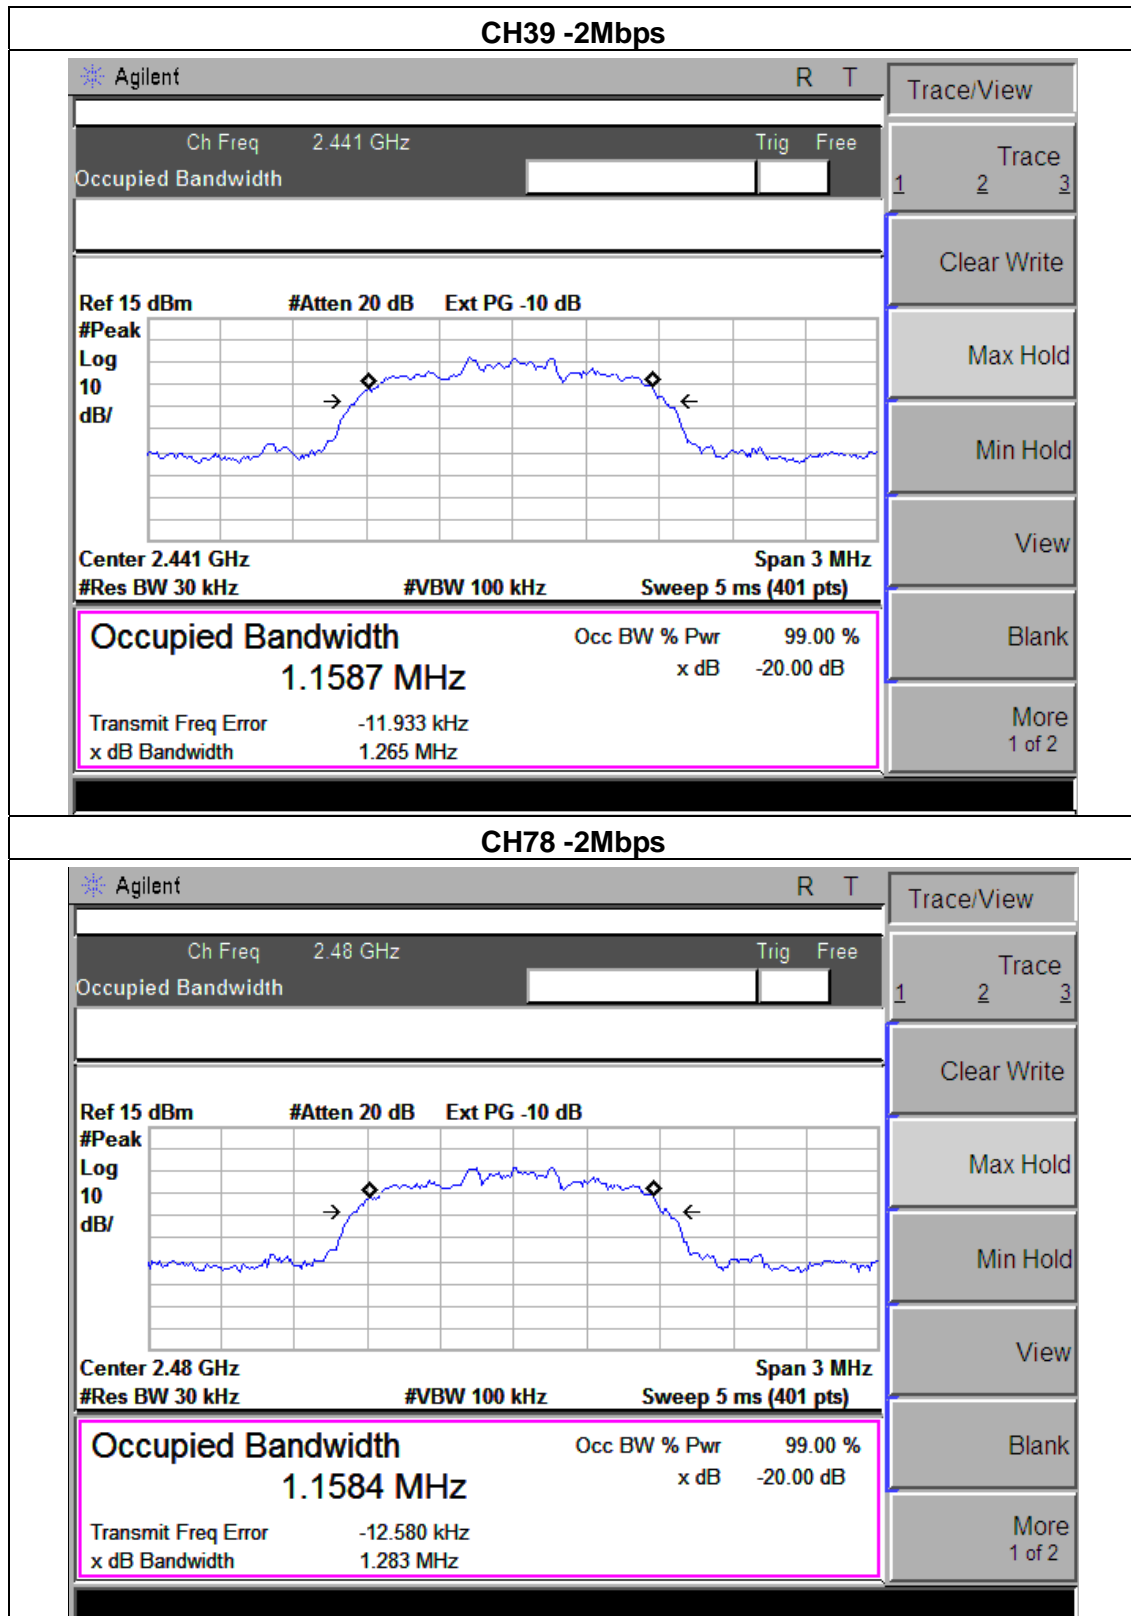 CH39 -2Mbps
Agilent R T
Trace/View
Ch Freq 2.441 GHz Trig Free
Occupied Bandwidth
Trace
1 2 3
Clear Write
Ref 15 dBm #Atten 20 dB Ext PG -10 dB
#Peak
Log
10
dB/
Max Hold
Min Hold
View
Center 2.441 GHz Span 3 MHz
#Res BW 30 kHz #VBW 100 kHz Sweep 5 ms (401 pts)
Occupied Bandwidth Occ BW % Pwr 99.00 %
1.1587 MHz x dB -20.00 dB
Blank
Transmit Freq Error -11.933 kHz
x dB Bandwidth 1.265 MHz
More
1 of 2
CH78 -2Mbps
Agilent R T
Trace/View
Ch Freq 2.48 GHz Trig Free
Occupied Bandwidth
Trace
1 2 3
Clear Write
Ref 15 dBm #Atten 20 dB Ext PG -10 dB
#Peak
Log
10
dB/
Max Hold
Min Hold
View
Center 2.48 GHz Span 3 MHz
#Res BW 30 kHz #VBW 100 kHz Sweep 5 ms (401 pts)
Occupied Bandwidth Occ BW % Pwr 99.00 %
1.1584 MHz x dB -20.00 dB
Blank
Transmit Freq Error -12.580 kHz
x dB Bandwidth 1.283 MHz
More
1 of 2